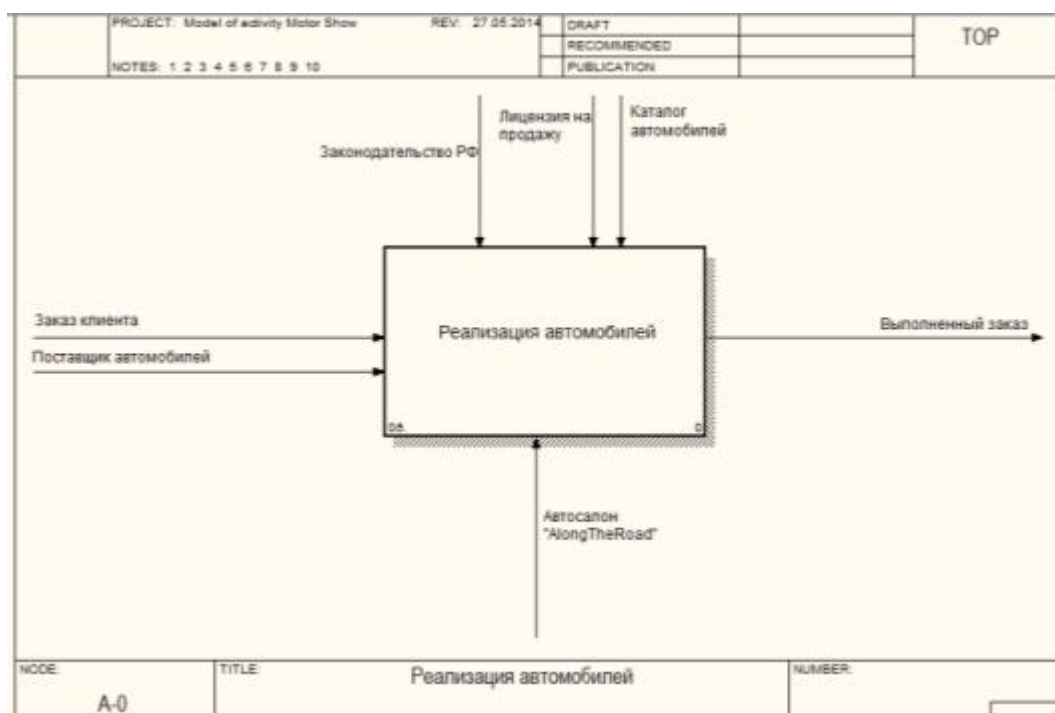 PROJECT: Model of activity Motor Show
REV: 27.05.2014
DRAFT
RECOMMENDED
PUBLICATION
TOP
NOTES: 1 2 3 4 5 6 7 8 9 10
Лицензия на
продажу
Каталог
автомобилей
Законодательство РФ
Заказ клиента
Поставщик автомобилей
Реализация автомобилей
Выполненный заказ
0
Автосалон
"AlongTheRoad"
NODE:
A-0
TITLE:
Реализация автомобилей
NUMBER: